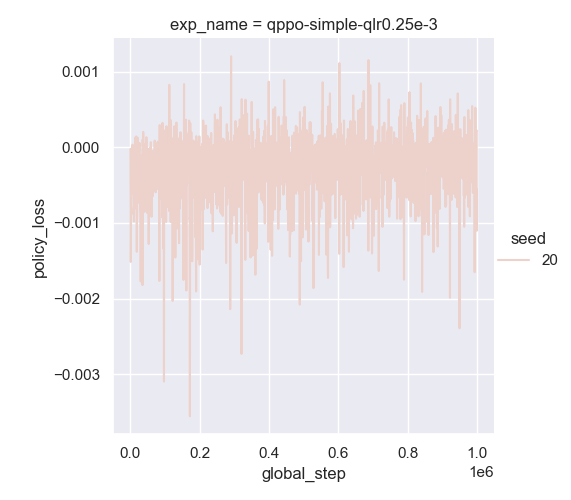 exp_name = qppo-simple-qlr0.25e-3
0.001
0.000
−0.001
−0.002
−0.003
policy_loss
0.0
0.2
0.4
0.6
0.8
1.0
1e6
global_step
seed
20